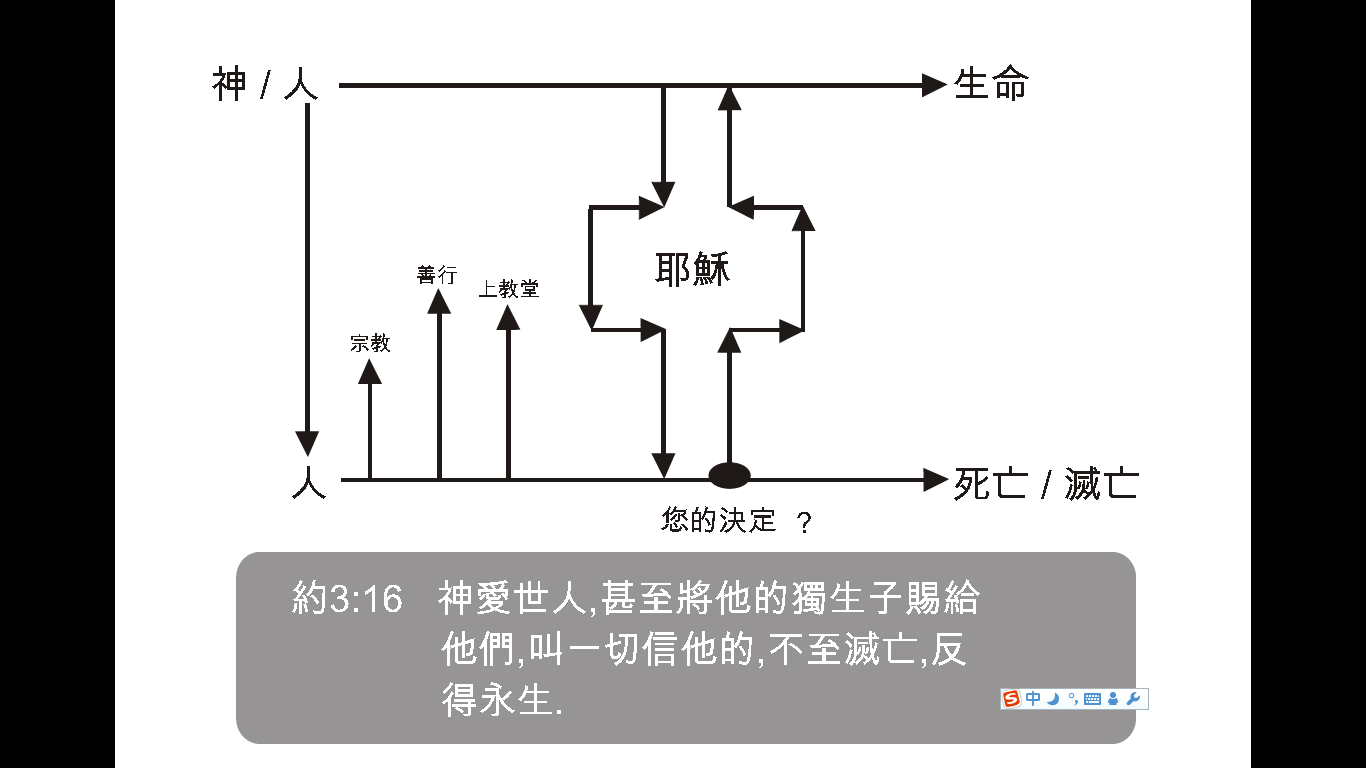 神 / 人
生命
善行
上教堂
耶穌
宗教
人
死亡 / 滅亡
您的決定 ?
約3:16 神愛世人,甚至將他的獨生子賜給
他們,叫一切信他的,不至滅亡,反
得永生.
中